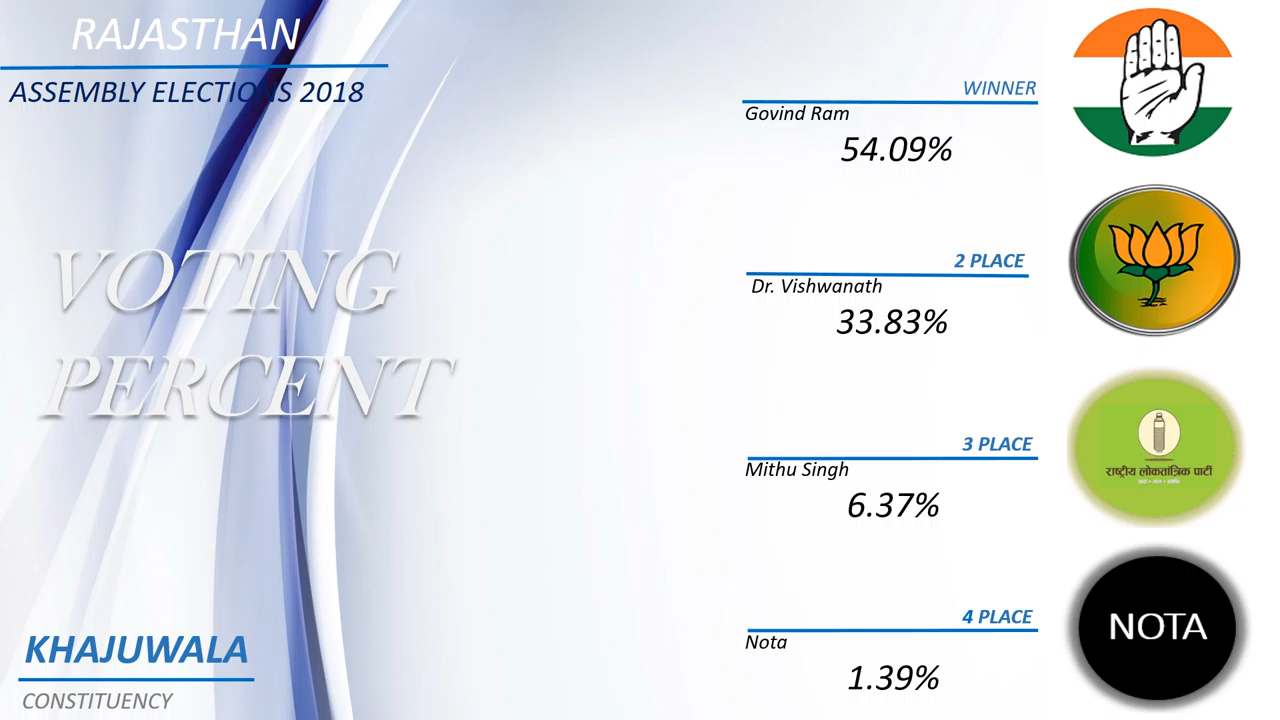 RAJASTHAN
ASSEMBLY ELECTIONS 2018
VOTING
PERCENT
KHAJUWALA
CONSTITUENCY
WINNER
Govind Ram
54.09%
2 PLACE
Dr. Vishwanath
33.83%
3 PLACE
Mithu Singh
6.37%
राष्ट्रीय लोकतांत्रिक पार्टी
4 PLACE
Nota
1.39%
NOTA